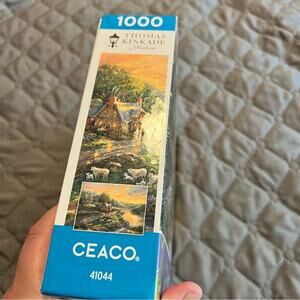 1000
THOMAS
KINKADE
Studios
CEACO®
41044